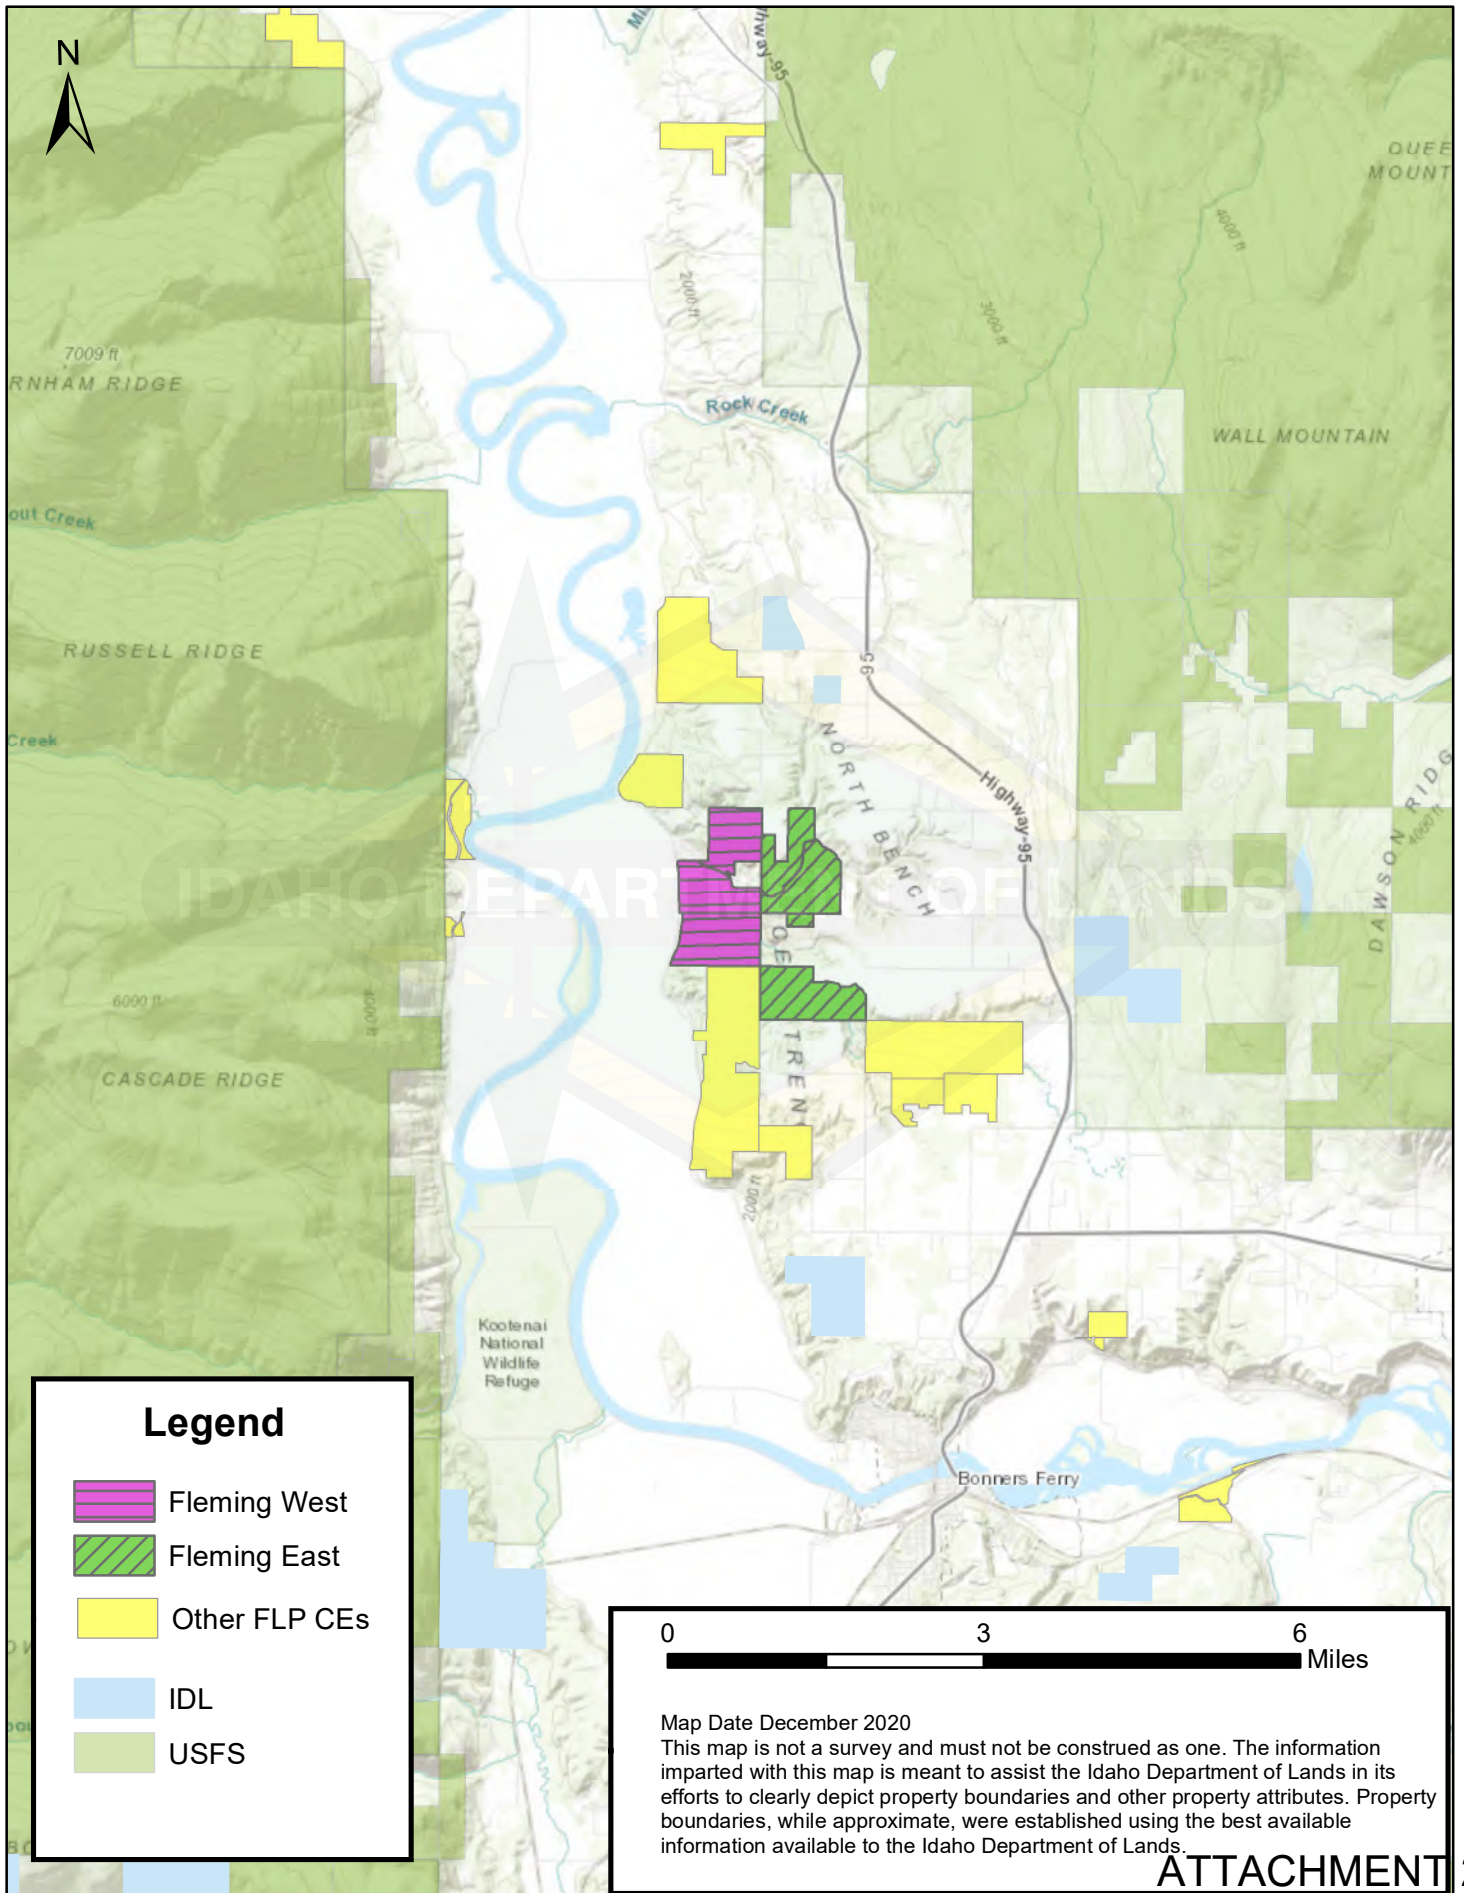 N
Highway-95
QUEE
MOUNT
4000 ft
2000 ft
3000 ft
7009 ft
RNHAM RIDGE
Rock Creek
WALL MOUNTAIN
out Creek
RUSSELL RIDGE
95
Creek
NORTH BENCH
Highway-95
DAWSON RIDG
4000 ft
IDAHO DEPARTMENT OF LANDS
OE
TREN
6000 ft
4000 ft
CASCADE RIDGE
2000 ft
Kootenai
National
Wildlife
Refuge
Bonners Ferry
Legend
Fleming West
Fleming East
Other FLP CEs
IDL
USFS
0 3 6
Miles
Map Date December 2020
This map is not a survey and must not be construed as one. The information
imparted with this map is meant to assist the Idaho Department of Lands in its
efforts to clearly depict property boundaries and other property attributes. Property
boundaries, while approximate, were established using the best available
information available to the Idaho Department of Lands.
ATTACHMENT 2